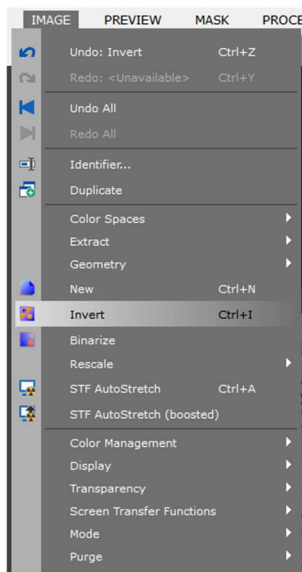 IMAGE PREVIEW MASK PROCE
Undo: Invert Ctrl+Z
Redo: <Unavailable> Ctrl+Y
Undo All
Redo All
Identifier...
Duplicate
Color Spaces
Extract
Geometry
New Ctrl+N
Invert Ctrl+I
Binarize
Rescale
STF AutoStretch Ctrl+A
STF AutoStretch (boosted)
Color Management
Display
Transparency
Screen Transfer Functions
Mode
Purge